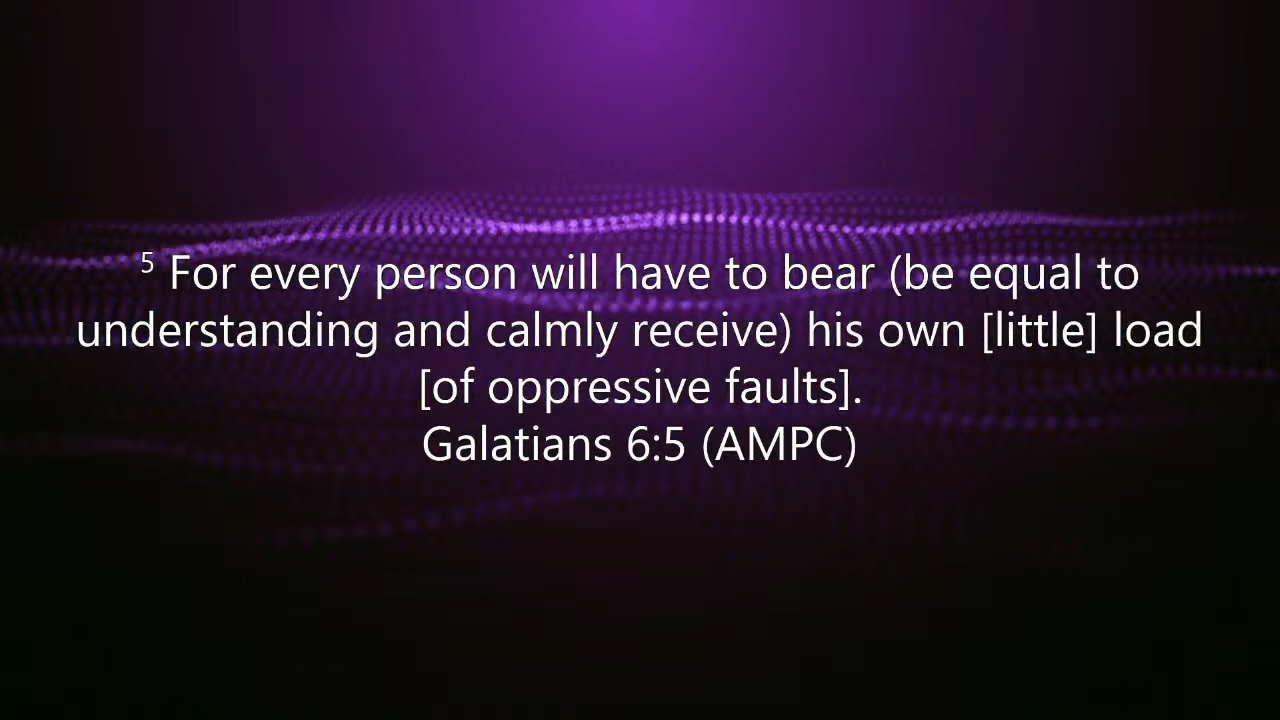 ⁵ For every person will have to bear (be equal to
understanding and calmly receive) his own [little] load
[of oppressive faults].
Galatians 6:5 (AMPC)